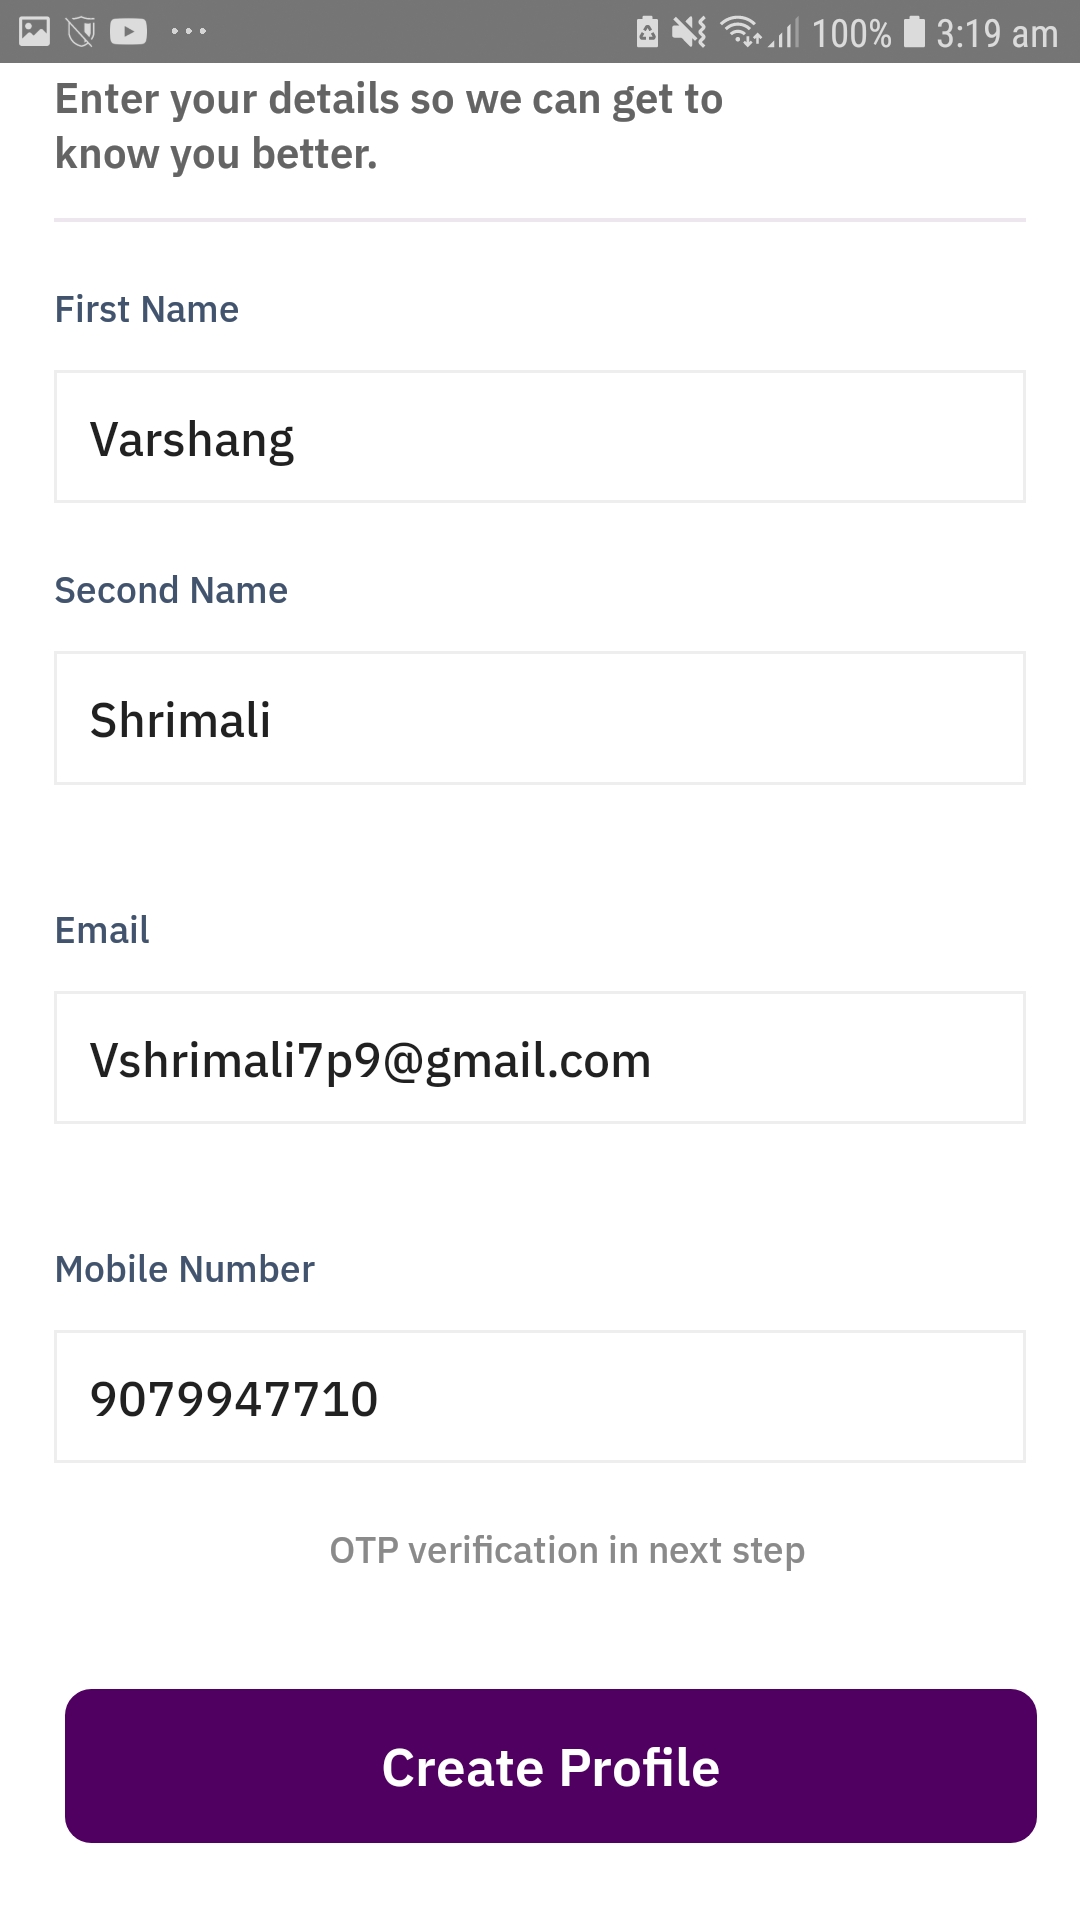 100% 3:19 am
Enter your details so we can get to
know you better.
First Name
Varshang
Second Name
Shrimali
Email
Vshrimali7p9@gmail.com
Mobile Number
9079947710
OTP verification in next step
Create Profile